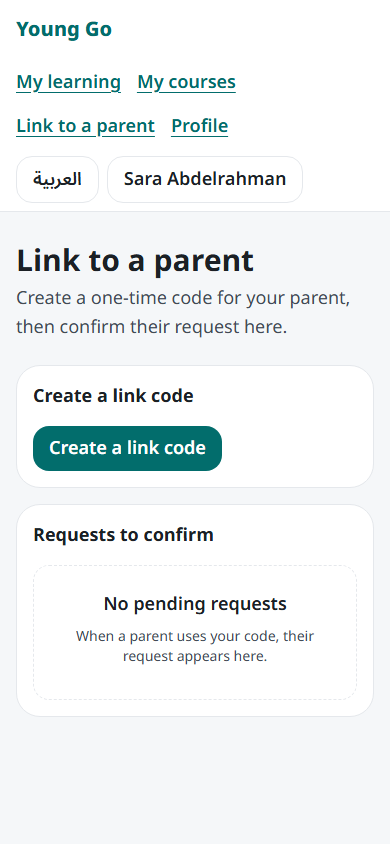 Young Go
My learning My courses
Link to a parent Profile
العربية Sara Abdelrahman
Link to a parent
Create a one-time code for your parent,
then confirm their request here.
Create a link code
Create a link code
Requests to confirm
No pending requests
When a parent uses your code, their
request appears here.